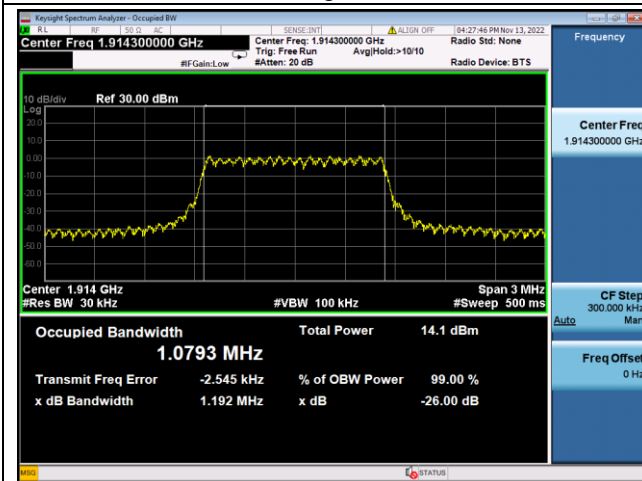 Keysight Spectrum Analyzer - Occupied BW
RL RF 50 Ω AC SENSE:INT ALIGN OFF 04:27:46 PM Nov 13, 2022
Center Freq 1.914300000 GHz
Center Freq: 1.914300000 GHz
Radio Std: None
Trig: Free Run Avg|Hold:>10/10
#IFGain:Low
#Atten: 20 dB
Radio Device: BTS
Frequency
10 dB/div Ref 30.00 dBm
Log
20.0
10.0
0.00
-10.0
-20.0
-30.0
-40.0
-50.0
-60.0
Center Freq
1.914300000 GHz
Center 1.914 GHz
Span 3 MHz
#Res BW 30 kHz
#VBW 100 kHz
#Sweep 500 ms
CF Step
300.000 kHz
Auto Man
Occupied Bandwidth
Total Power 14.1 dBm
1.0793 MHz
Transmit Freq Error -2.545 kHz
% of OBW Power 99.00 %
x dB Bandwidth 1.192 MHz
x dB -26.00 dB
Freq Offset
0 Hz
MSG
STATUS